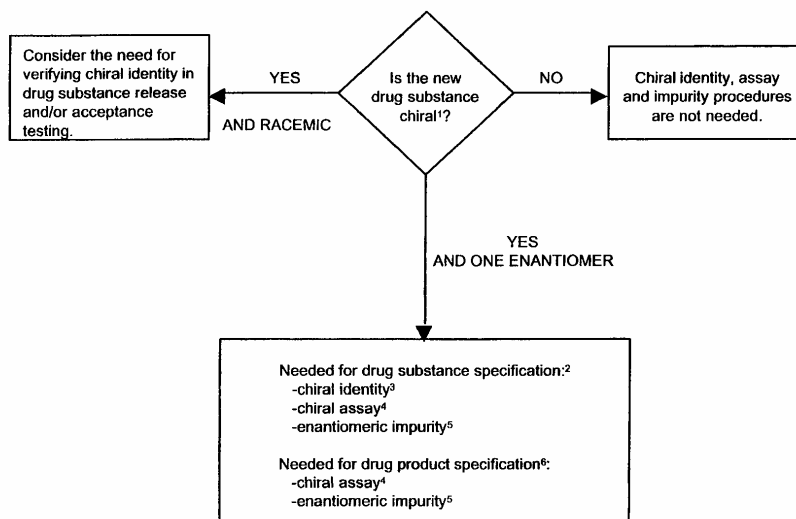 Consider the need for
verifying chiral identity in
drug substance release
and/or acceptance
testing.
YES
AND RACEMIC
Is the new
drug substance
chiral¹?
NO
Chiral identity, assay
and impurity procedures
are not needed.
YES
AND ONE ENANTIOMER
Needed for drug substance specification:²
-chiral identity³
-chiral assay⁴
-enantiomeric impurity⁵
Needed for drug product specification⁶:
-chiral assay⁴
-enantiomeric impurity⁵